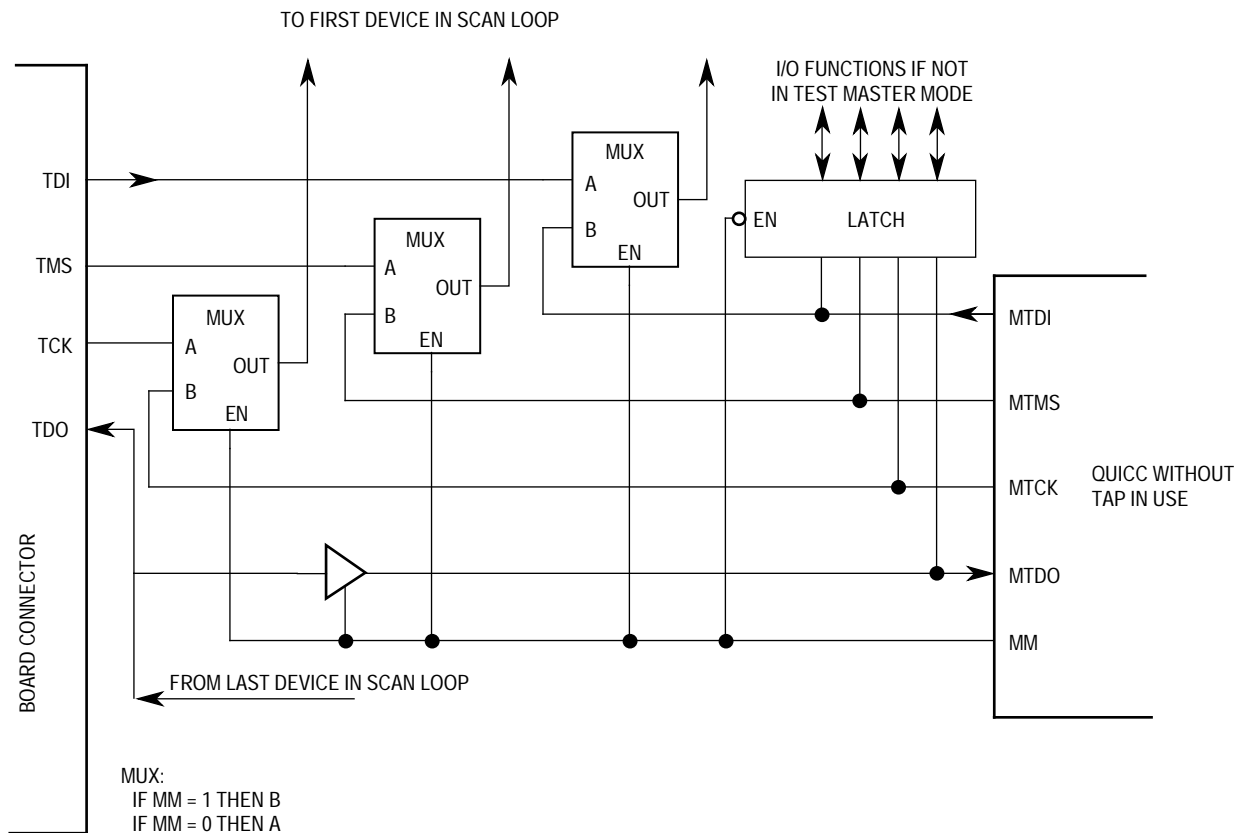 TO FIRST DEVICE IN SCAN LOOP
I/O FUNCTIONS IF NOT
IN TEST MASTER MODE
MUX
TDI
A
OUT
B
EN
EN
LATCH
MUX
TMS
A
OUT
B
EN
MUX
TCK
A
OUT
B
EN
TDO
MTDI
MTMS
MTCK
QUICC WITHOUT
TAP IN USE
MTDO
MM
BOARD CONNECTOR
FROM LAST DEVICE IN SCAN LOOP
MUX:
IF MM = 1 THEN B
IF MM = 0 THEN A